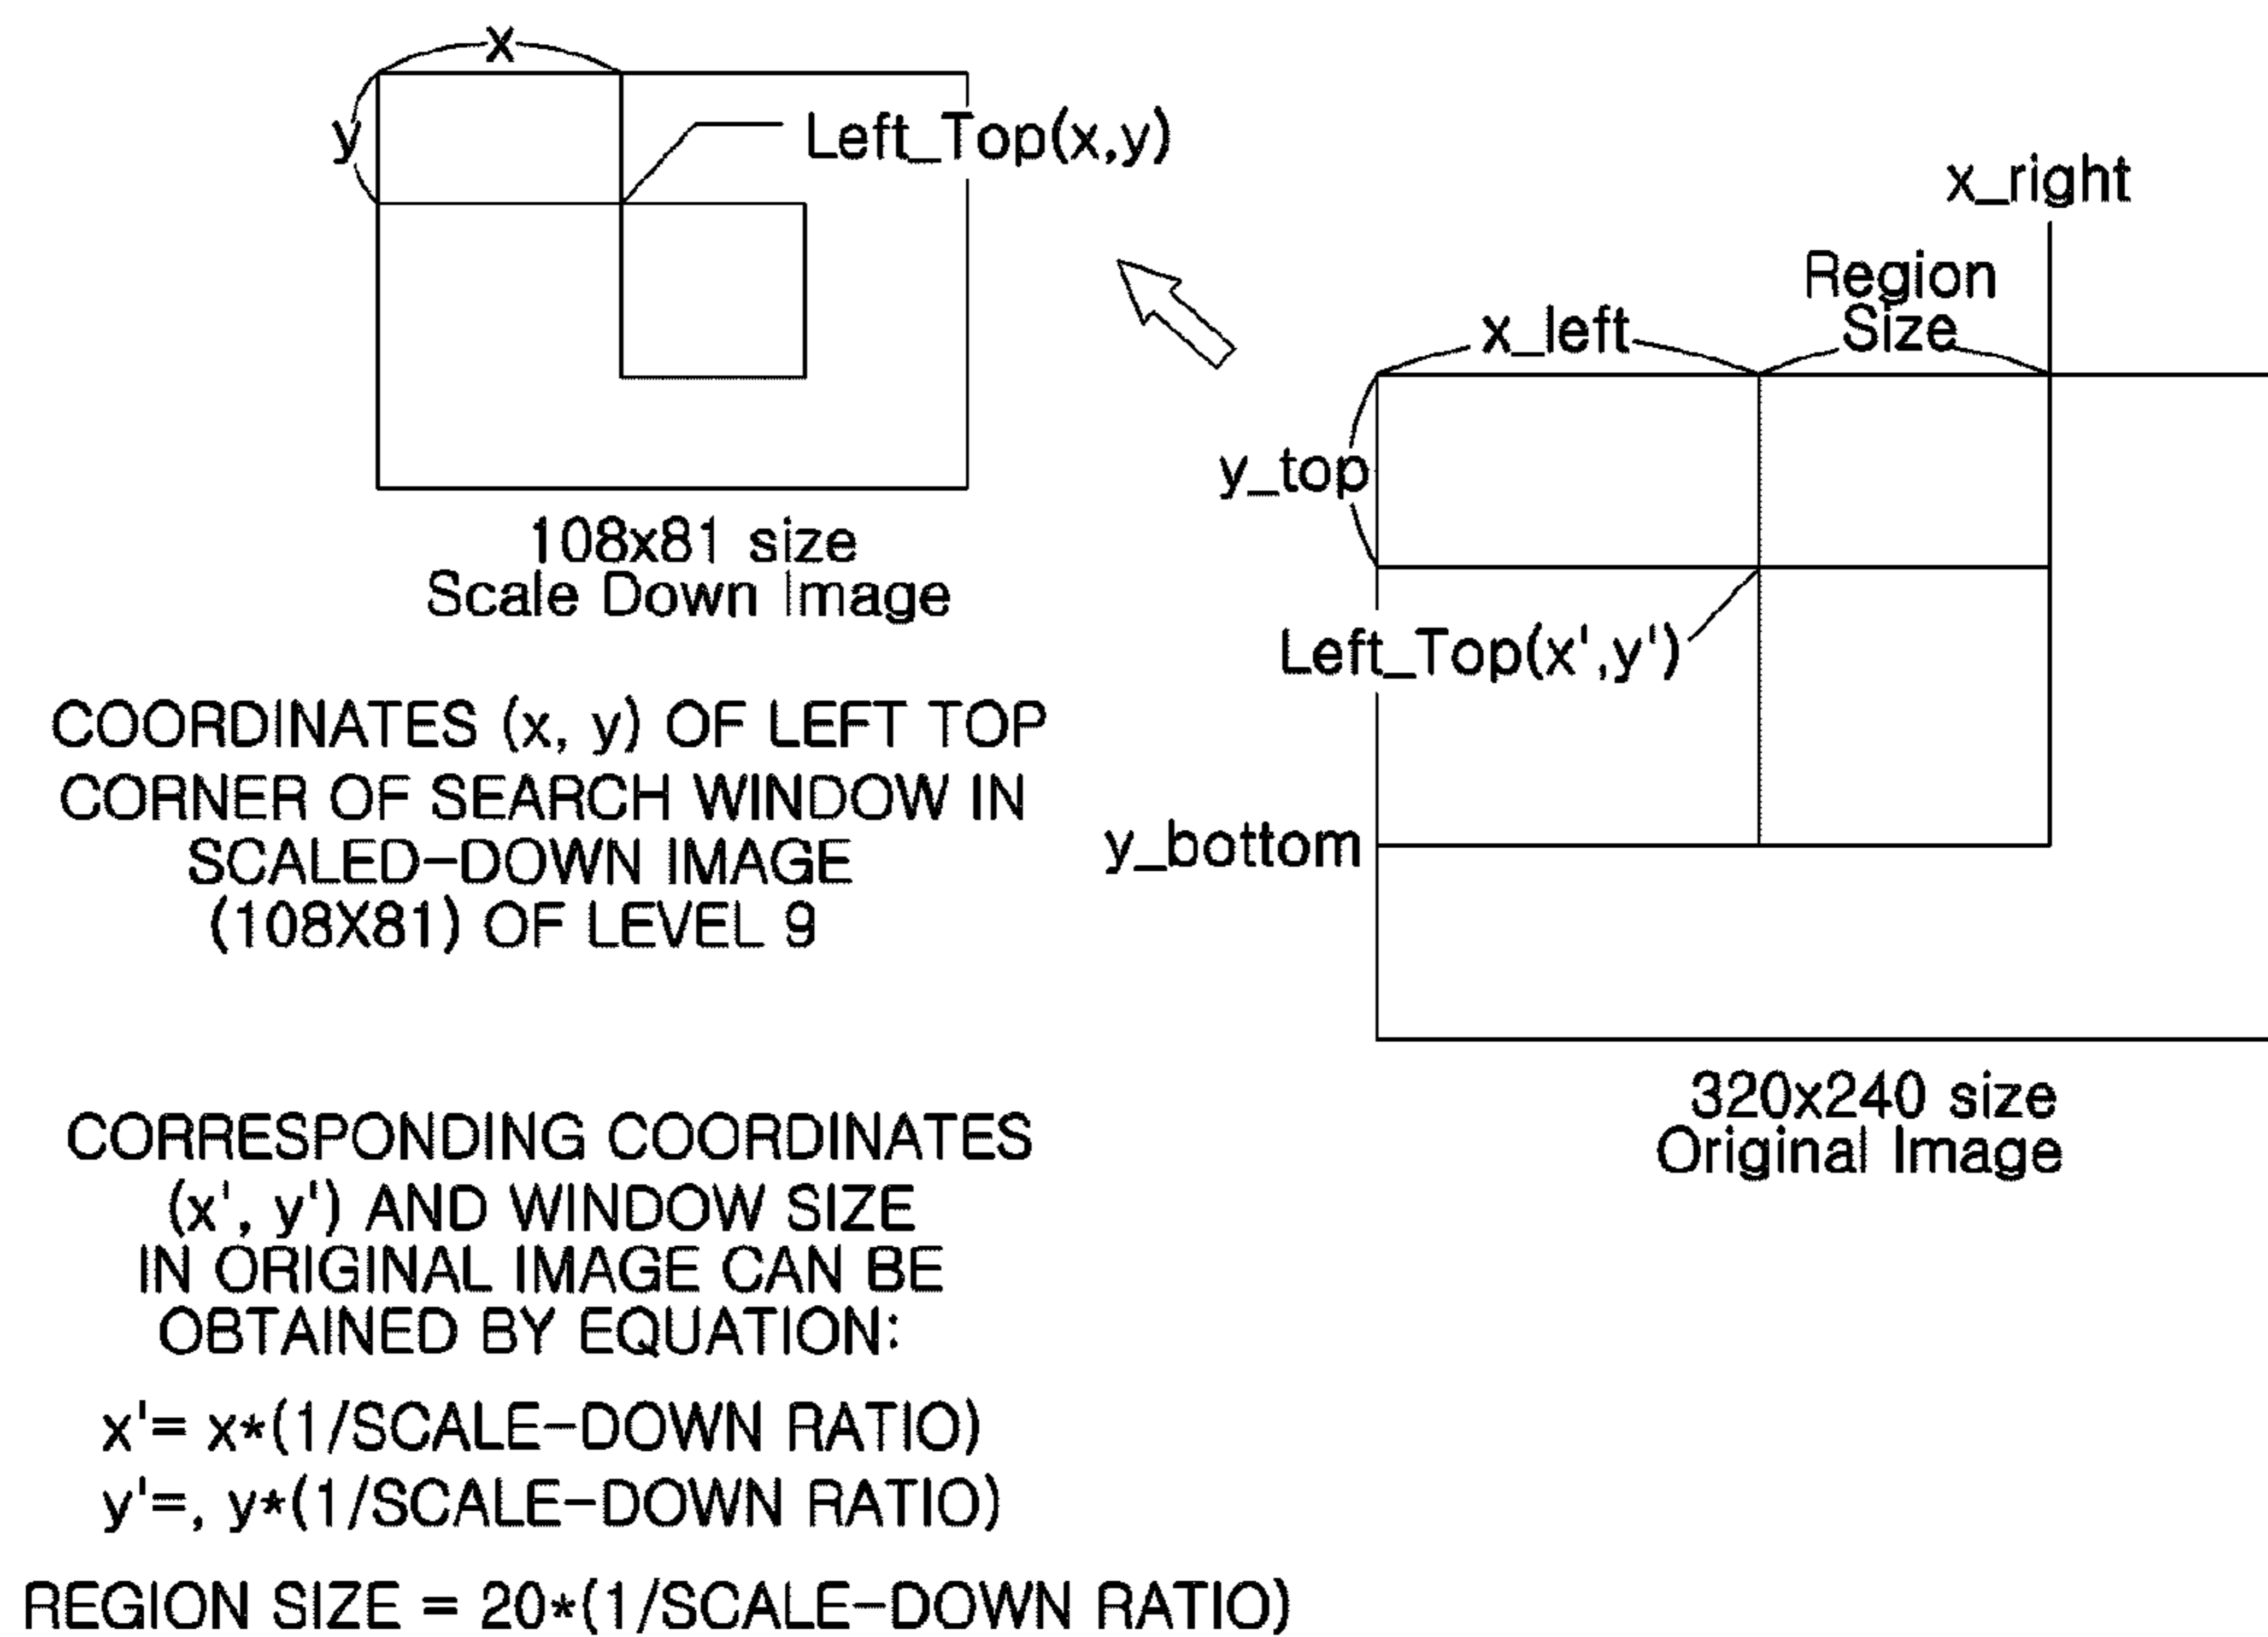 x
y
Left_Top(x,y)
108x81 size
Scale Down Image
x_right
Region
Size
x_left
y_top
Left_Top(x',y')
y_bottom
320x240 size
Original Image
COORDINATES (x, y) OF LEFT TOP
CORNER OF SEARCH WINDOW IN
SCALED-DOWN IMAGE
(108X81) OF LEVEL 9
CORRESPONDING COORDINATES
(x', y') AND WINDOW SIZE
IN ORIGINAL IMAGE CAN BE
OBTAINED BY EQUATION:
x'= x*(1/SCALE-DOWN RATIO)
y'=, y*(1/SCALE-DOWN RATIO)
REGION SIZE = 20*(1/SCALE-DOWN RATIO)